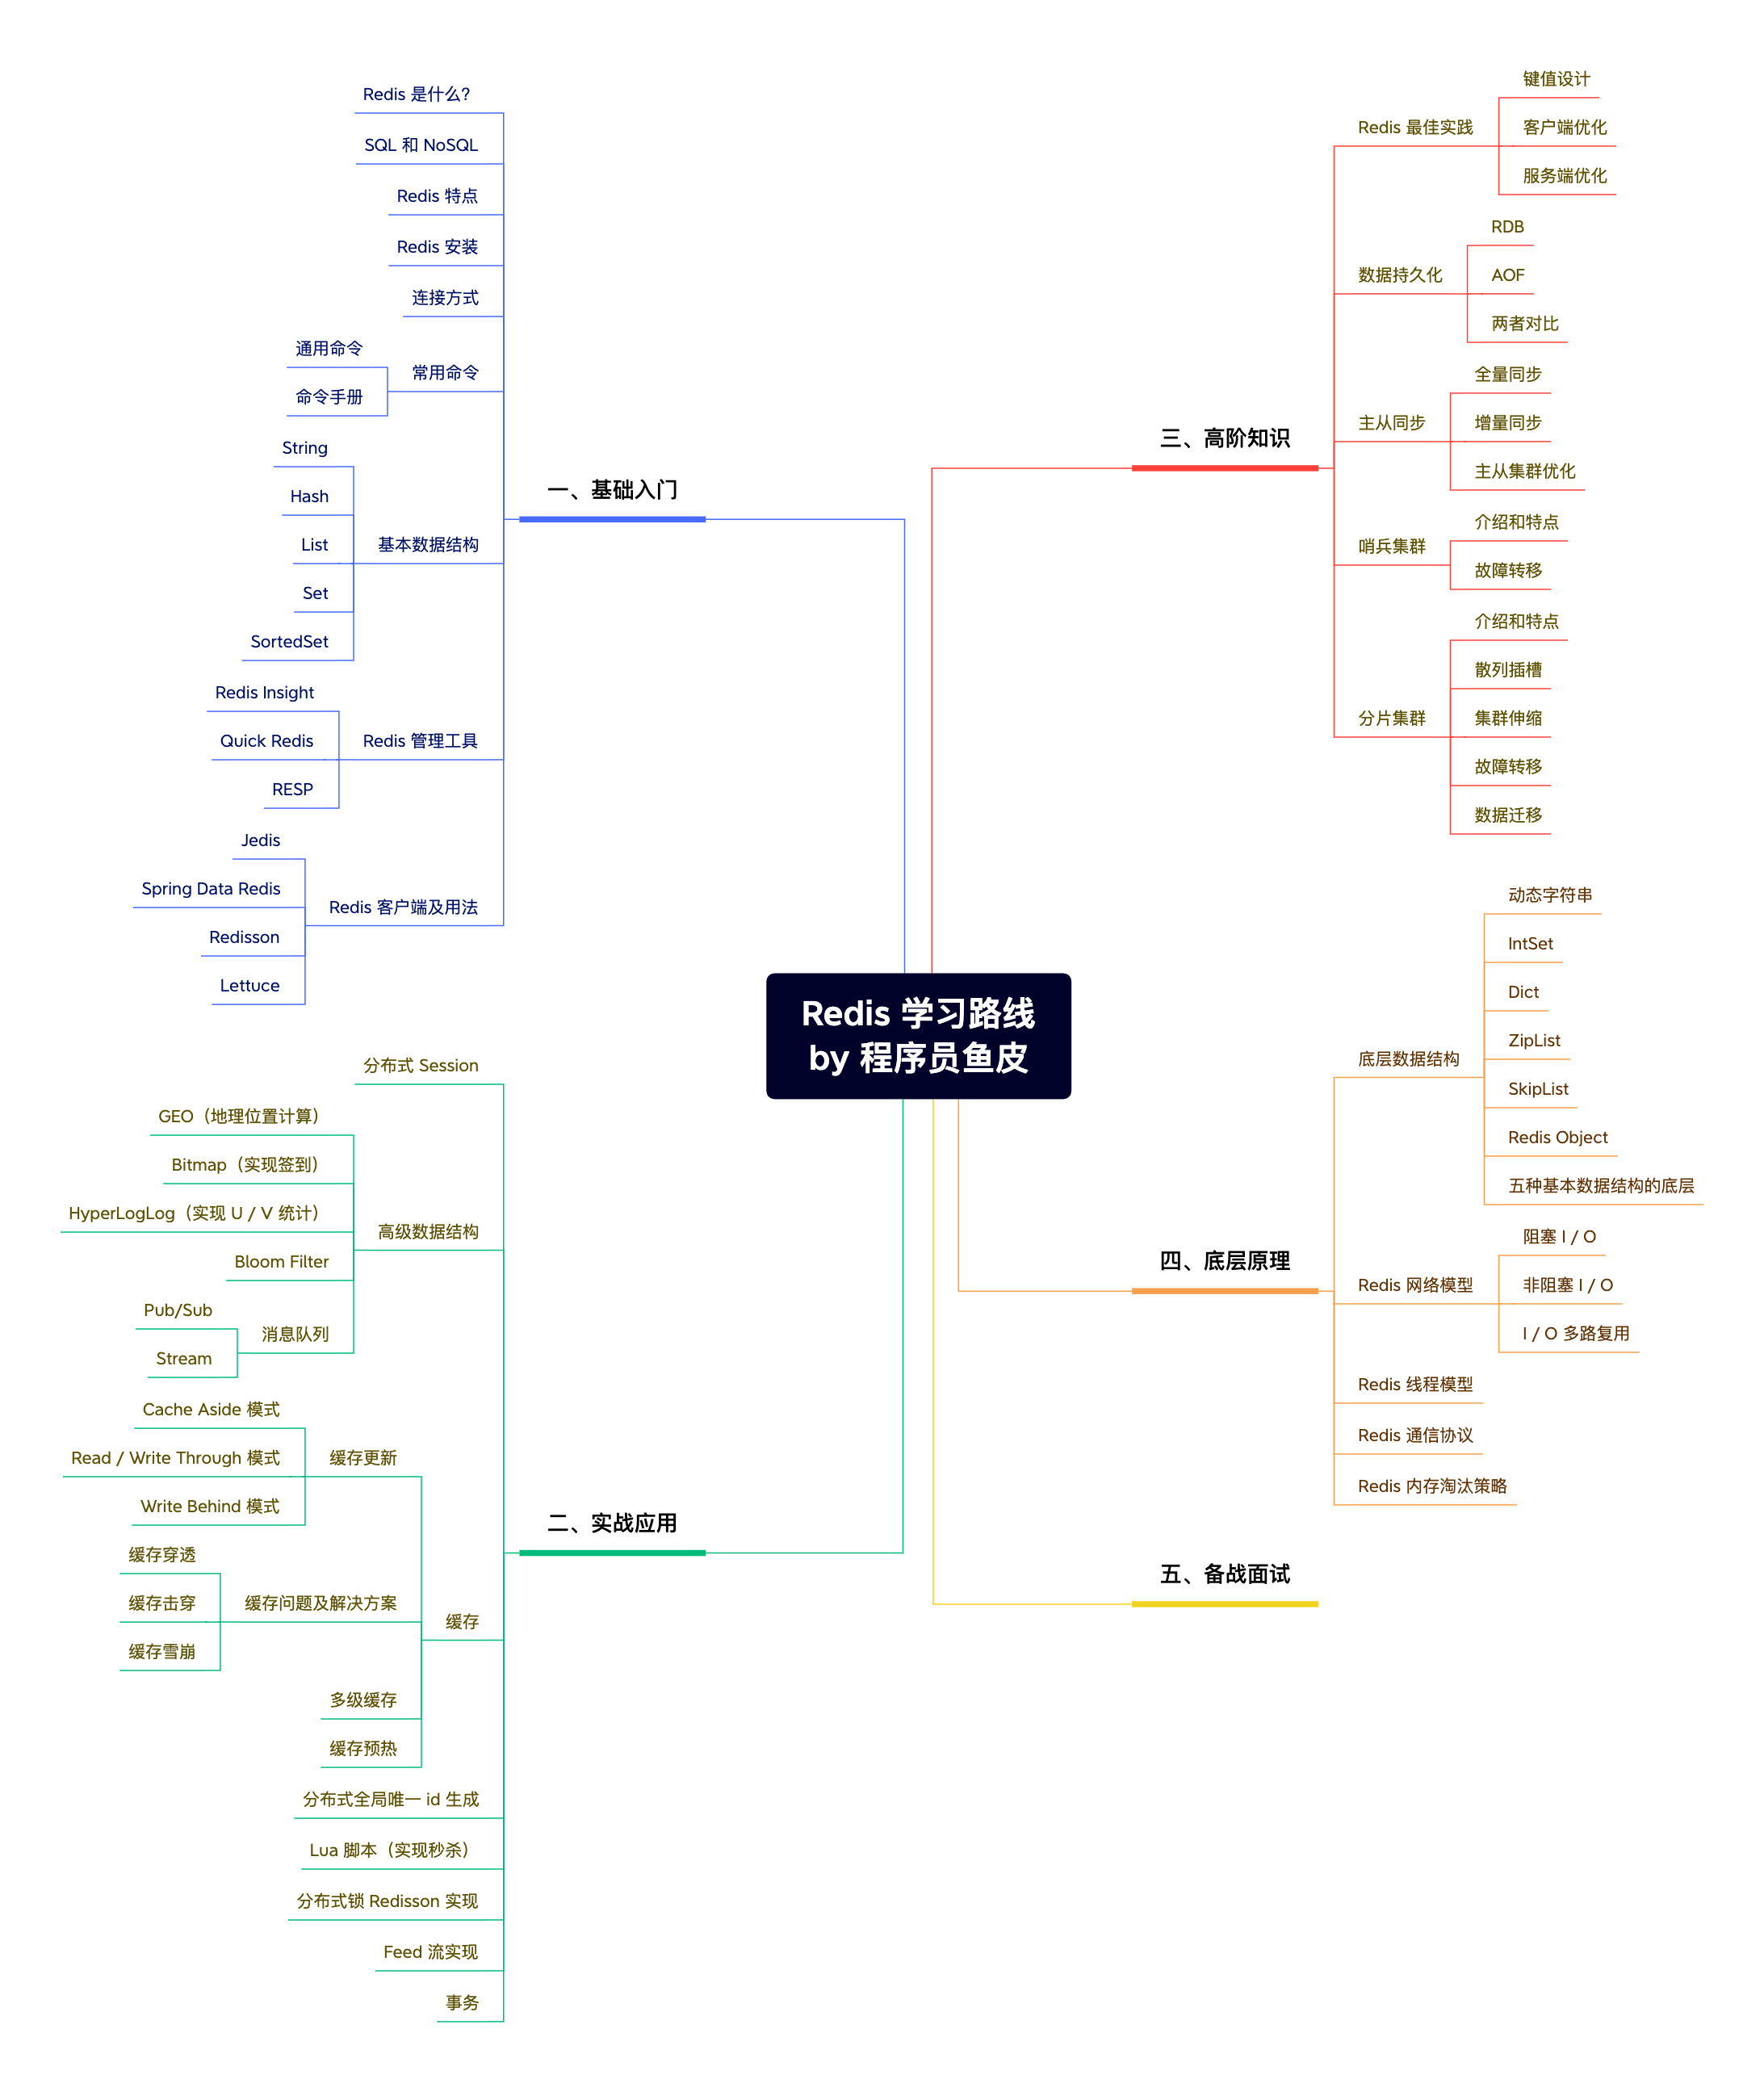 Redis 学习路线
by 程序员鱼皮
一、基础入门
Redis 是什么?
SQL 和 NoSQL
Redis 特点
Redis 安装
连接方式
常用命令
通用命令
命令手册
基本数据结构
String
Hash
List
Set
SortedSet
Redis 管理工具
Redis Insight
Quick Redis
RESP
Redis 客户端及用法
Jedis
Spring Data Redis
Redisson
Lettuce
二、实战应用
分布式 Session
高级数据结构
GEO（地理位置计算）
Bitmap（实现签到）
HyperLogLog（实现 U / V 统计）
Bloom Filter
消息队列
Pub/Sub
Stream
缓存
缓存更新
Cache Aside 模式
Read / Write Through 模式
Write Behind 模式
缓存问题及解决方案
缓存穿透
缓存击穿
缓存雪崩
多级缓存
缓存预热
分布式全局唯一 id 生成
Lua 脚本（实现秒杀）
分布式锁 Redisson 实现
Feed 流实现
事务
三、高阶知识
Redis 最佳实践
键值设计
客户端优化
服务端优化
数据持久化
RDB
AOF
两者对比
主从同步
全量同步
增量同步
主从集群优化
哨兵集群
介绍和特点
故障转移
分片集群
介绍和特点
散列插槽
集群伸缩
故障转移
数据迁移
四、底层原理
底层数据结构
动态字符串
IntSet
Dict
ZipList
SkipList
Redis Object
五种基本数据结构的底层
Redis 网络模型
阻塞 I / O
非阻塞 I / O
I / O 多路复用
Redis 线程模型
Redis 通信协议
Redis 内存淘汰策略
五、备战面试